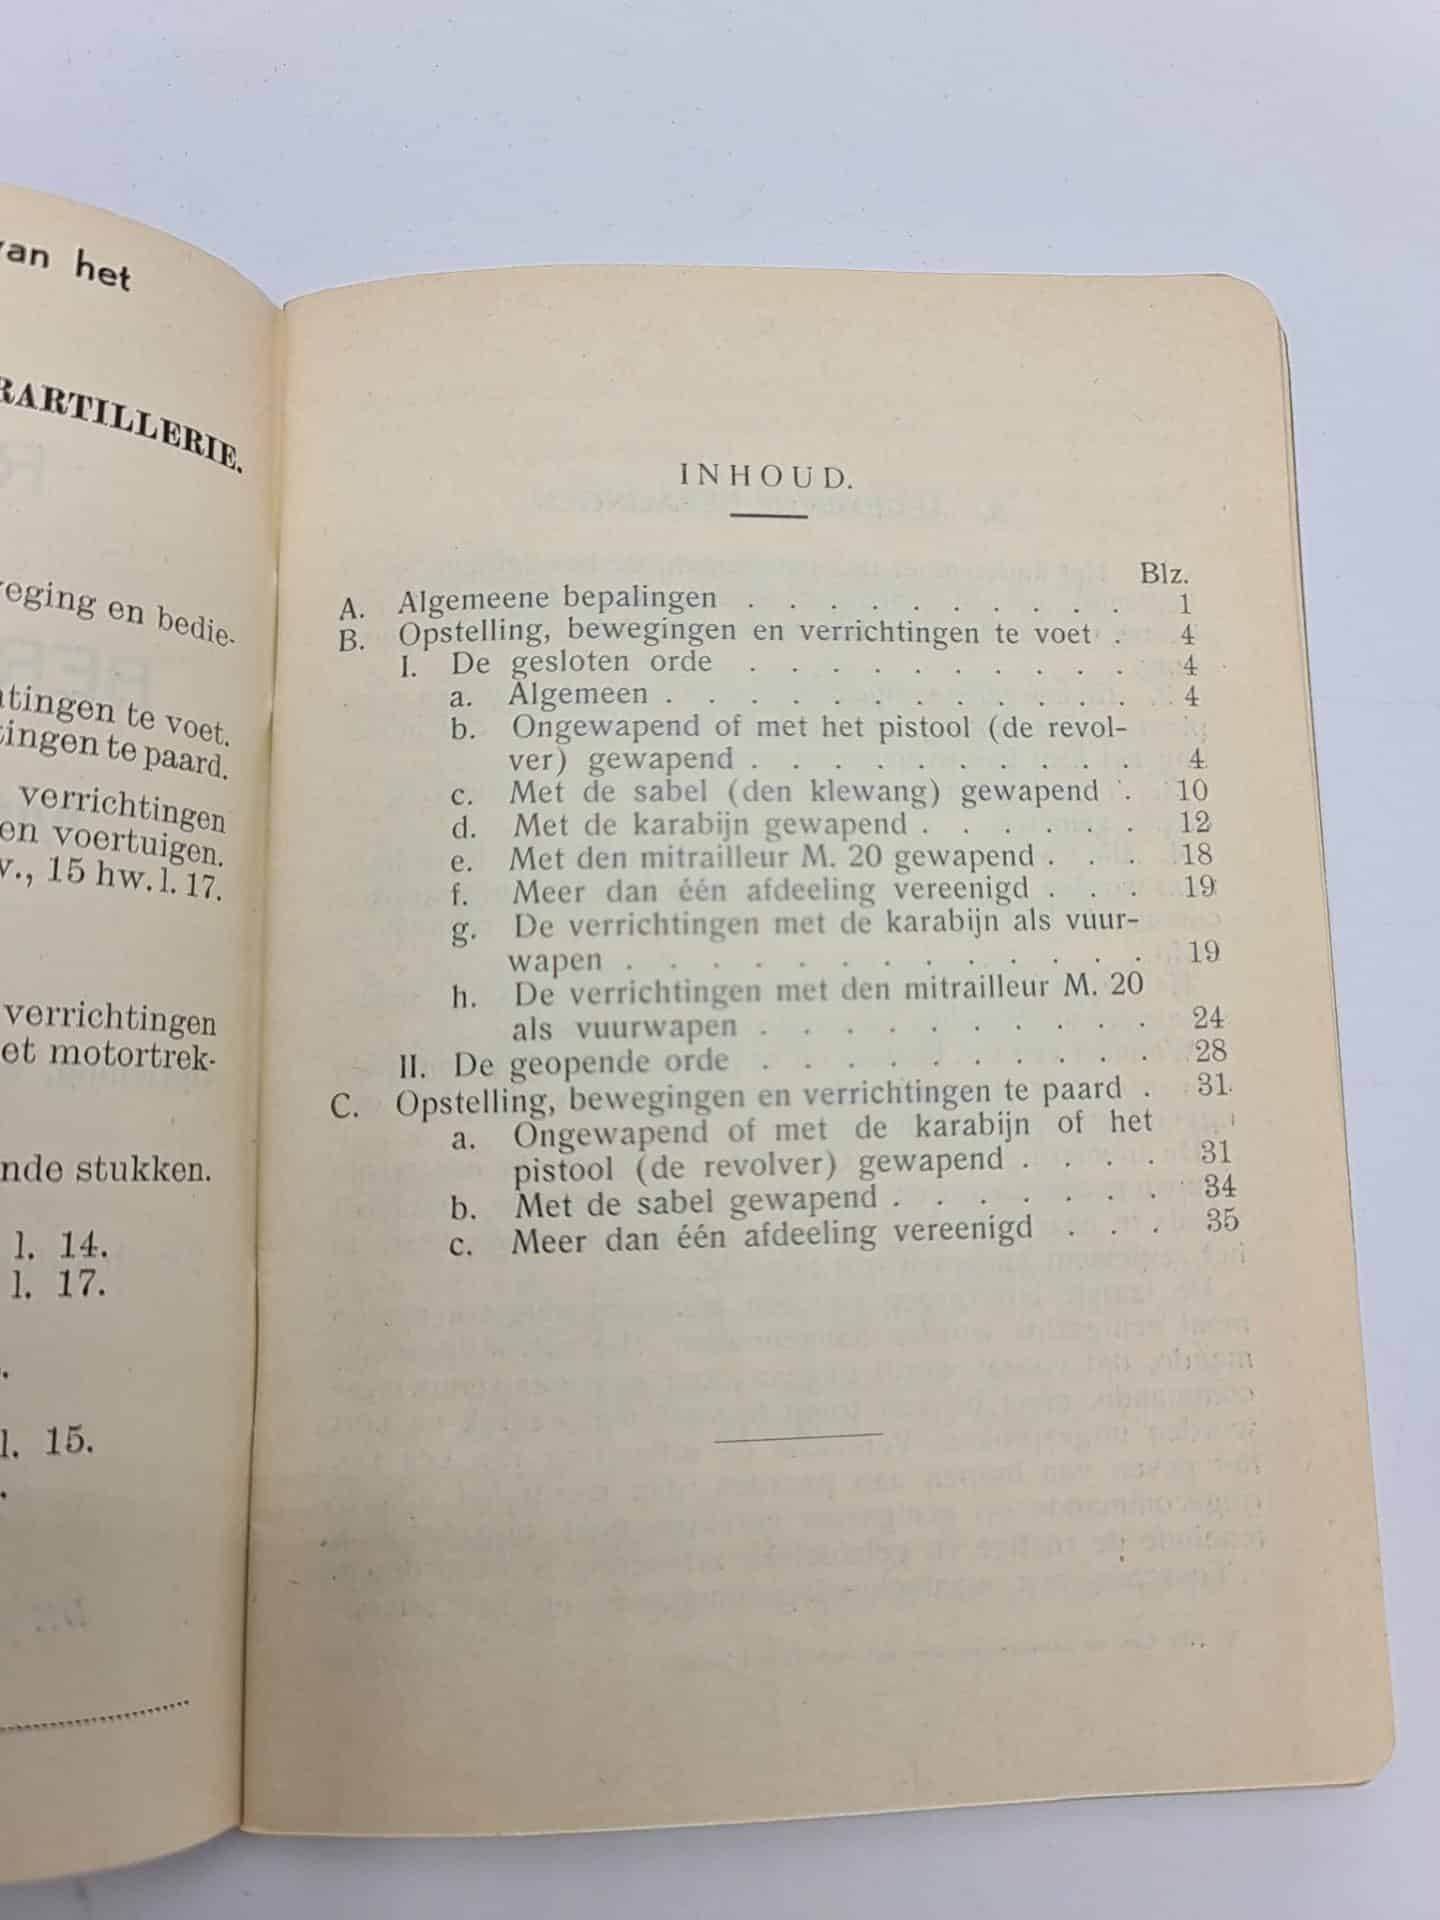 van het
RARTILLERIE.
eging en bedie-
tingen te voet.
tingen te paard.
verrichtingen
en voertuigen.
v., 15 hw. l. 17.
verrichtingen
et motortrek-
nde stukken.
l. 14.
l. 17.
l. 15.
INHOUD.
Blz.
A. Algemeene bepalingen . . . . . . . . . . 1
B. Opstelling, bewegingen en verrichtingen te voet . 4
I. De gesloten orde . . . . . . . . . . 4
a. Algemeen . . . . . . . . . . . . 4
b. Ongewapend of met het pistool (de revol-
ver) gewapend . . . . . . . . . . 4
c. Met de sabel (den klewang) gewapend . 10
d. Met de karabijn gewapend . . . . . . 12
e. Met den mitrailleur M. 20 gewapend . . . 18
f. Meer dan één afdeeling vereenigd . . . 19
g. De verrichtingen met de karabijn als vuur-
wapen . . . . . . . . . . . . . 19
h. De verrichtingen met den mitrailleur M. 20
als vuurwapen . . . . . . . . . . 24
II. De geopende orde . . . . . . . . . . 28
C. Opstelling, bewegingen en verrichtingen te paard . 31
a. Ongewapend of met de karabijn of het
pistool (de revolver) gewapend . . . . 31
b. Met de sabel gewapend . . . . . . . 34
c. Meer dan één afdeeling vereenigd . . . 35